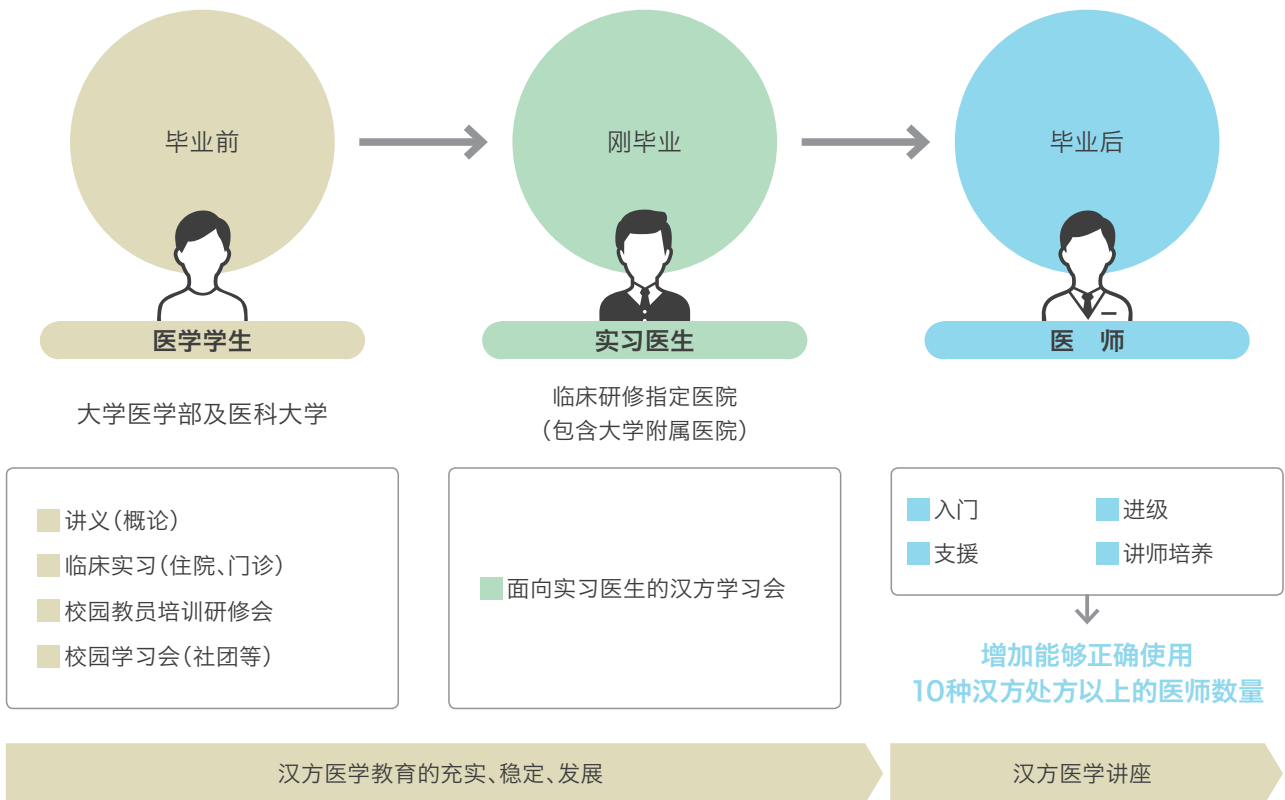 毕业前
刚毕业
毕业后
医学学生
实习医生
医 师
大学医学部及医科大学
临床研修指定医院
（包含大学附属医院）
讲义（概论）
临床实习（住院、门诊）
校园教员培训研修会
校园学习会（社团等）
面向实习医生的汉方学习会
入门
进级
支援
讲师培养
增加能够正确使用
10种汉方处方以上的医师数量
汉方医学教育的充实、稳定、发展
汉方医学讲座